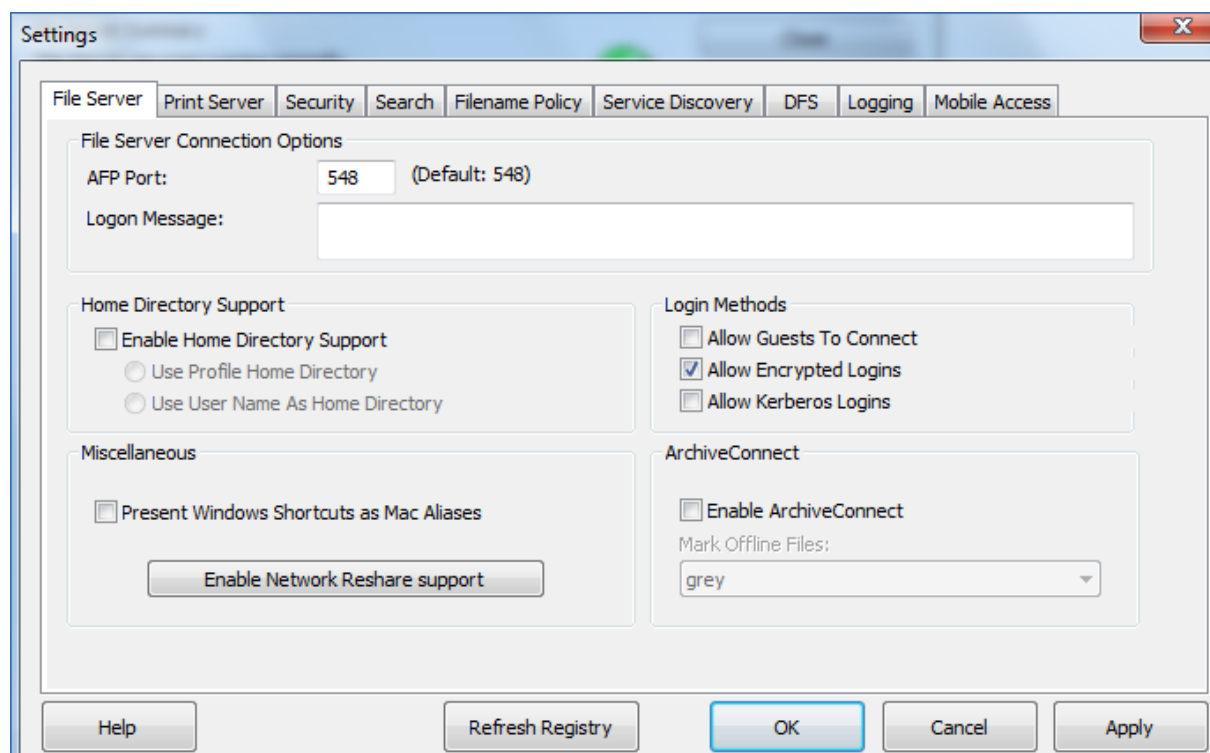 Settings
File Server Print Server Security Search Filename Policy Service Discovery DFS Logging Mobile Access
File Server Connection Options
AFP Port: 548 (Default: 548)
Logon Message:
Home Directory Support
Enable Home Directory Support
Use Profile Home Directory
Use User Name As Home Directory
Login Methods
Allow Guests To Connect
Allow Encrypted Logins
Allow Kerberos Logins
Miscellaneous
Present Windows Shortcuts as Mac Aliases
Enable Network Reshare support
ArchiveConnect
Enable ArchiveConnect
Mark Offline Files:
grey
Help Refresh Registry OK Cancel Apply